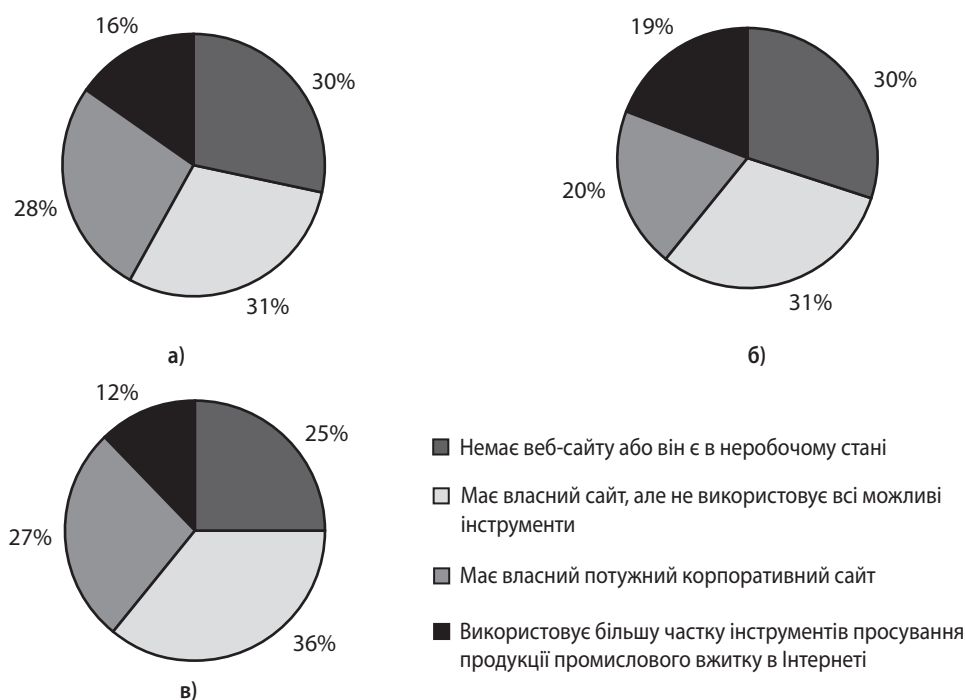 16%
30%
28%
31%
а)
19%
30%
20%
31%
б)
12%
25%
27%
36%
в)
Немає веб-сайту або він є в неробочому стані
Має власний сайт, але не використовує всі можливі
інструменти
Має власний потужний корпоративний сайт
Використовує більшу частку інструментів просування
продукції промислового вжитку в Інтернеті